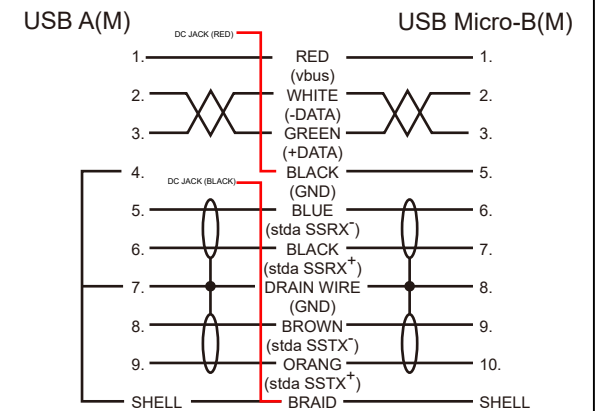 USB A(M) USB Micro-B(M)
DC JACK (RED)
1. RED 1.
(vbus)
2. WHITE 2.
(-DATA)
3. GREEN 3.
(+DATA)
4. BLACK 5.
DC JACK (BLACK)
(GND)
5. BLUE 6.
(stda SSRX-)
6. BLACK 7.
(stda SSRX+)
7. DRAIN WIRE 8.
(GND)
8. BROWN 9.
(stda SSTX-)
9. ORANG 10.
(stda SSTX+)
SHELL BRAID SHELL